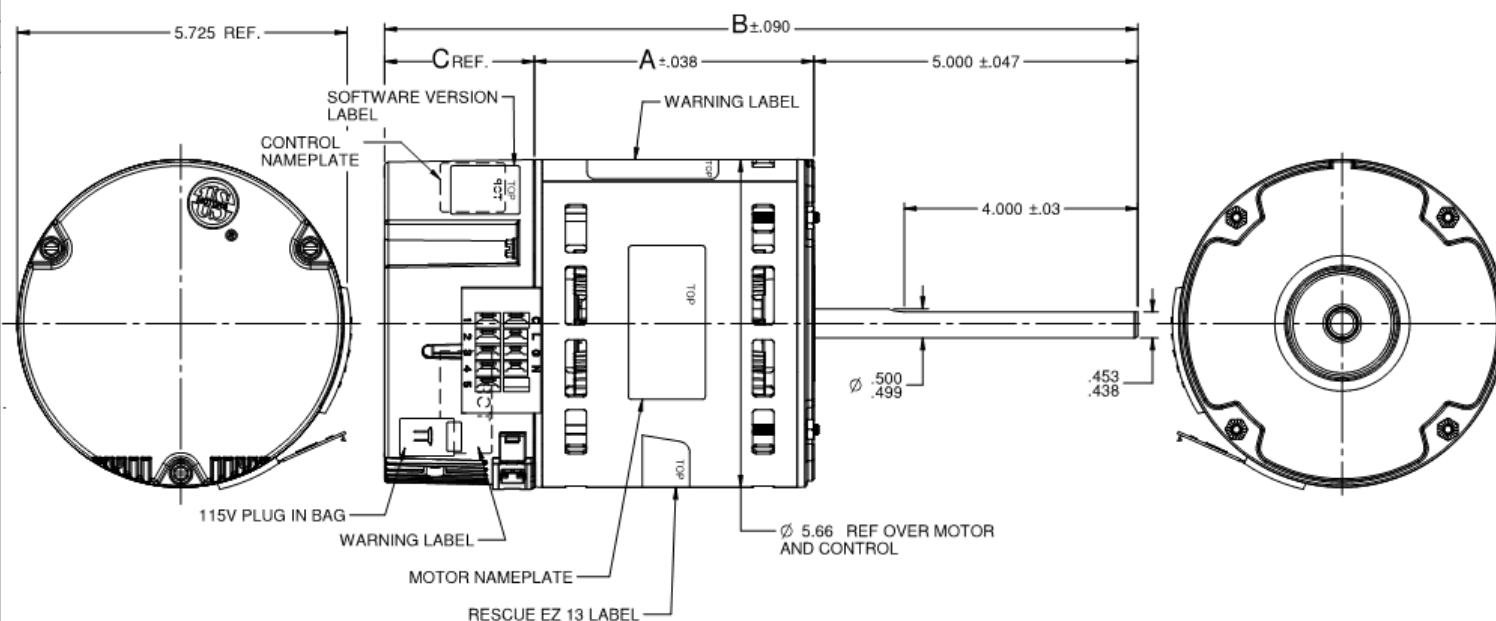 5.725 REF.
B±.090
C REF.
A ±.038
5.000 ±.047
SOFTWARE VERSION
LABEL
WARNING LABEL
CONTROL
NAMEPLATE
TOP
TOP
4.000 ±.03
TOP
1 C
2 L
3 G
4 N
5
Ø .500
.499
.453
.438
TOP
115V PLUG IN BAG
WARNING LABEL
Ø 5.66 REF OVER MOTOR
AND CONTROL
MOTOR NAMEPLATE
RESCUE EZ 13 LABEL